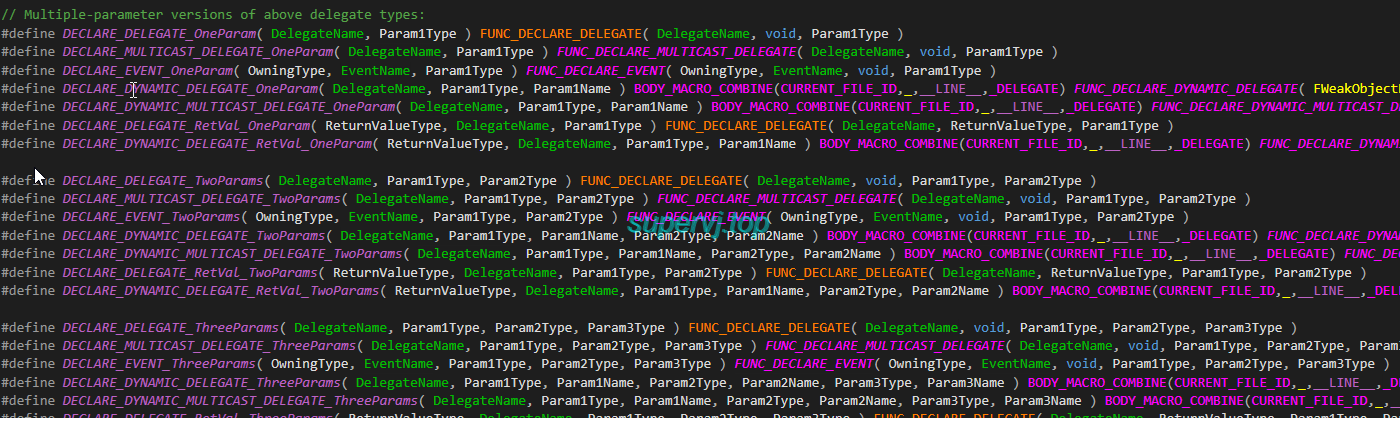 // Multiple-parameter versions of above delegate types:
#define DECLARE_DELEGATE_OneParam( DelegateName, Param1Type ) FUNC_DECLARE_DELEGATE( DelegateName, void, Param1Type )
#define DECLARE_MULTICAST_DELEGATE_OneParam( DelegateName, Param1Type ) FUNC_DECLARE_MULTICAST_DELEGATE( DelegateName, void, Param1Type )
#define DECLARE_EVENT_OneParam( OwningType, EventName, Param1Type ) FUNC_DECLARE_EVENT( OwningType, EventName, void, Param1Type )
#define DECLARE_DYNAMIC_DELEGATE_OneParam( DelegateName, Param1Type, Param1Name ) BODY_MACRO_COMBINE(CURRENT_FILE_ID,_,__LINE__,_DELEGATE) FUNC_DECLARE_DYNAMIC_DELEGATE( FWeakObject
#define DECLARE_DYNAMIC_MULTICAST_DELEGATE_OneParam( DelegateName, Param1Type, Param1Name ) BODY_MACRO_COMBINE(CURRENT_FILE_ID,_,__LINE__,_DELEGATE) FUNC_DECLARE_DYNAMIC_MULTICAST_D
#define DECLARE_DELEGATE_RetVal_OneParam( ReturnValueType, DelegateName, Param1Type ) FUNC_DECLARE_DELEGATE( DelegateName, ReturnValueType, Param1Type )
#define DECLARE_DYNAMIC_DELEGATE_RetVal_OneParam( ReturnValueType, DelegateName, Param1Type, Param1Name ) BODY_MACRO_COMBINE(CURRENT_FILE_ID,_,__LINE__,_DELEGATE) FUNC_DECLARE_DYNAM
#define DECLARE_DELEGATE_TwoParams( DelegateName, Param1Type, Param2Type ) FUNC_DECLARE_DELEGATE( DelegateName, void, Param1Type, Param2Type )
#define DECLARE_MULTICAST_DELEGATE_TwoParams( DelegateName, Param1Type, Param2Type ) FUNC_DECLARE_MULTICAST_DELEGATE( DelegateName, void, Param1Type, Param2Type )
#define DECLARE_EVENT_TwoParams( OwningType, EventName, Param1Type, Param2Type ) FUNC_DECLARE_EVENT( OwningType, EventName, void, Param1Type, Param2Type )
supervj.top
#define DECLARE_DYNAMIC_DELEGATE_TwoParams( DelegateName, Param1Type, Param1Name, Param2Type, Param2Name ) BODY_MACRO_COMBINE(CURRENT_FILE_ID,_,__LINE__,_DELEGATE) FUNC_DECLARE_DYNA
#define DECLARE_DYNAMIC_MULTICAST_DELEGATE_TwoParams( DelegateName, Param1Type, Param1Name, Param2Type, Param2Name ) BODY_MACRO_COMBINE(CURRENT_FILE_ID,_,__LINE__,_DELEGATE) FUNC_DEC
#define DECLARE_DELEGATE_RetVal_TwoParams( ReturnValueType, DelegateName, Param1Type, Param2Type ) FUNC_DECLARE_DELEGATE( DelegateName, ReturnValueType, Param1Type, Param2Type )
#define DECLARE_DYNAMIC_DELEGATE_RetVal_TwoParams( ReturnValueType, DelegateName, Param1Type, Param1Name, Param2Type, Param2Name ) BODY_MACRO_COMBINE(CURRENT_FILE_ID,_,__LINE__,_DEL
#define DECLARE_DELEGATE_ThreeParams( DelegateName, Param1Type, Param2Type, Param3Type ) FUNC_DECLARE_DELEGATE( DelegateName, void, Param1Type, Param2Type, Param3Type )
#define DECLARE_MULTICAST_DELEGATE_ThreeParams( DelegateName, Param1Type, Param2Type, Param3Type ) FUNC_DECLARE_MULTICAST_DELEGATE( DelegateName, void, Param1Type, Param2Type, Param
#define DECLARE_EVENT_ThreeParams( OwningType, EventName, Param1Type, Param2Type, Param3Type ) FUNC_DECLARE_EVENT( OwningType, EventName, void, Param1Type, Param2Type, Param3Type )
#define DECLARE_DYNAMIC_DELEGATE_ThreeParams( DelegateName, Param1Type, Param1Name, Param2Type, Param2Name, Param3Type, Param3Name ) BODY_MACRO_COMBINE(CURRENT_FILE_ID,_,__LINE__,_D
#define DECLARE_DYNAMIC_MULTICAST_DELEGATE_ThreeParams( DelegateName, Param1Type, Param1Name, Param2Type, Param2Name, Param3Type, Param3Name ) BODY_MACRO_COMBINE(CURRENT_FILE_ID,_,_